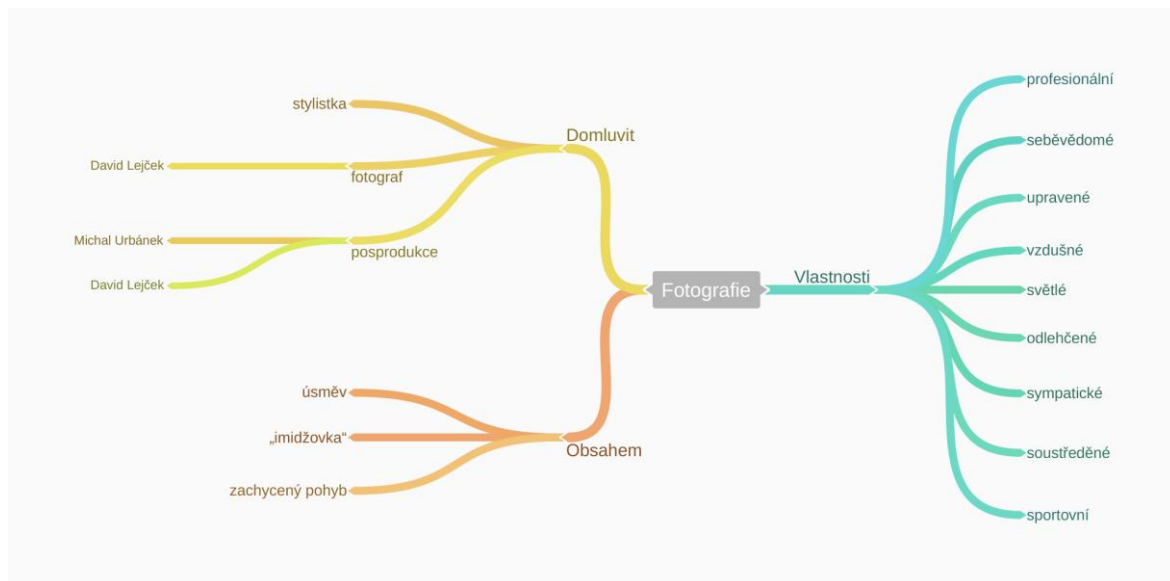 Fotografie
Domluvit
stylistka
fotograf
David Lejček
posprodukce
Michal Urbánek
David Lejček
Obsahem
úsměv
„imidžovka“
zachycený pohyb
Vlastnosti
profesionální
seběvědomé
upravené
vzdušné
světlé
odlehčené
sympatické
soustředěné
sportovní